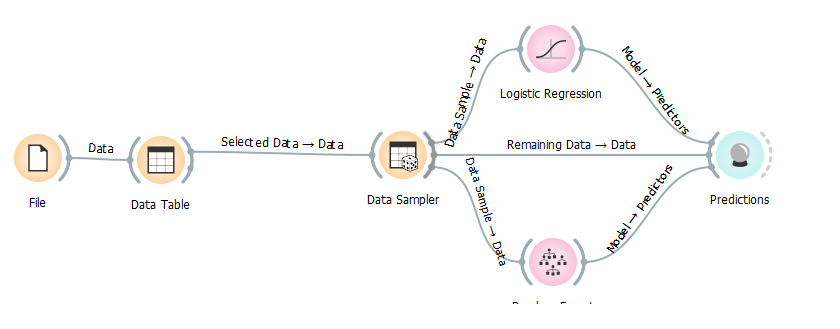 Data Sample → Data
Model → Predictors
Logistic Regression
Data
Selected Data → Data
Remaining Data → Data
File
Data Table
Data Sampler
Predictions
Data Sample → Data
Model → Predictors